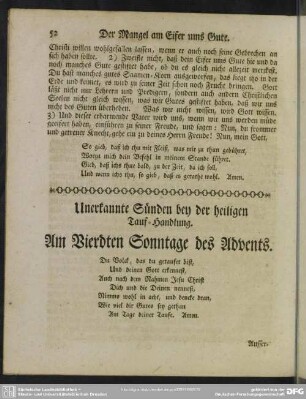 52 Der Mangel am Eifer ums Gute.
Christi willen wohlgefallen lassen, wenn er auch noch seine Gebrechen an
sich haben sollte. 2) Zweifle nicht, daß dein Eifer ums Gute hie und da
noch manches Gute gestiftet habe, ob du es gleich nicht allezeit merkest.
Du hast manches gutes Saamen-Korn ausgeworfen, das liegt itzo in der
Erde und keimet, es wird zu seiner Zeit schon noch Früchte bringen. Gott
läßt nicht nur Lehrern und Predigern, sondern auch andern Christlichen
Seelen nicht gleich wissen, was wir Gutes gestiftet haben, daß wir uns
nicht des Guten überheben. Was wir nicht wissen, wird Gott wissen.
3) Und dieser erbarmende Vater wird uns, wenn wir uns werden müde
geeifert haben, einführen zu seiner Freude, und sagen: Nun, du frommer
und getreuer Knecht, gehe ein zu deines Herrn Freude! Nun, mein Gott,
So gieb, daß ich thu mit Fleiß, was mir zu thun gebühret,
Worzu mich dein Befehl in meinem Stande führet,
Gieb, daß ichs thue bald, zu der Zeit, da ich soll,
Und wenn ichs thu, so gieb, daß es gerathe wohl. Amen.
Unerkannte Sünden bey der heiligen
Tauf-Handlung.
Am Vierdten Sonntage des Advents.
Du Volck, das du getaufet bist,
Und deinen Gott erkennest,
Auch nach dem Nahmen Jesu Christ
Dich und die Deinen nennest,
Nimms wohl in acht, und dencke dran,
Wie viel dir Gutes sey gethan
Am Tage deiner Taufe. Amen.
Ausser-